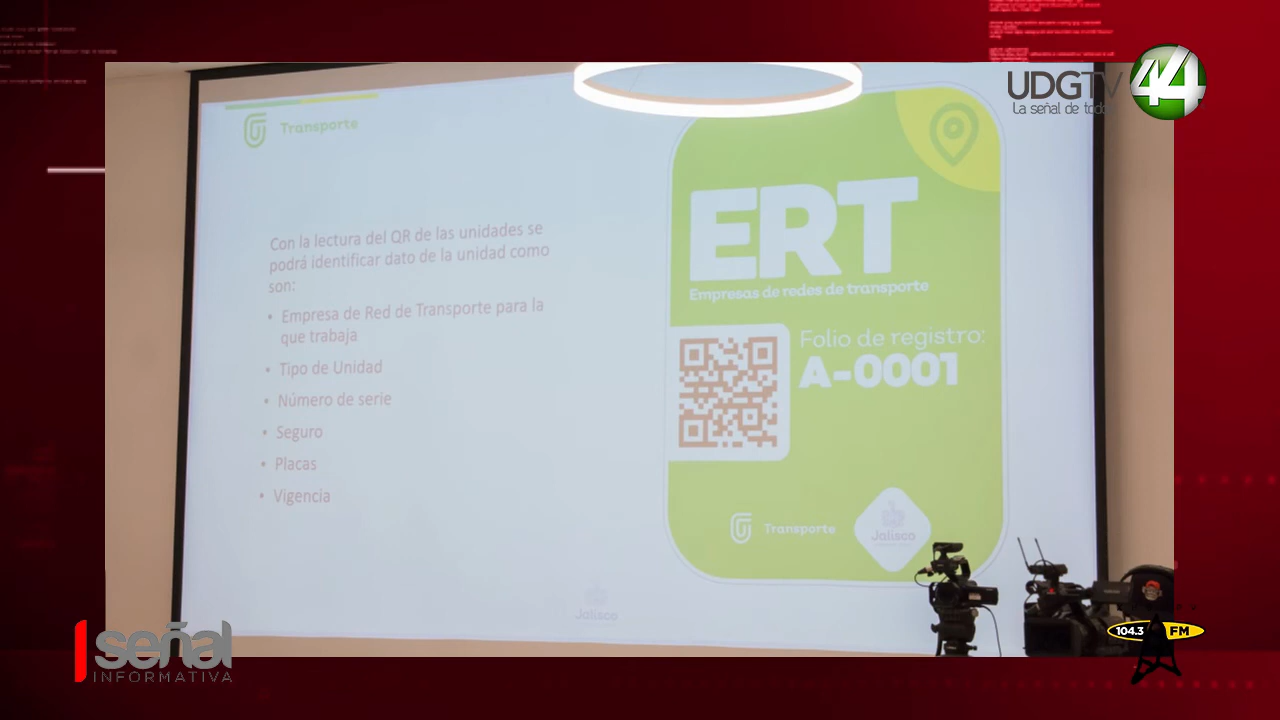 UDGTV 44
La señal de todos
Transporte
Con la lectura del QR de las unidades se
podrá identificar dato de la unidad como
son:
• Empresa de Red de Transporte para la
que trabaja
• Tipo de Unidad
• Número de serie
• Seguro
• Placas
• Vigencia
ERT
Empresas de redes de transporte
Folio de registro:
A-0001
Transporte
Jalisco
Jalisco
señal
INFORMATIVA
104.3 FM